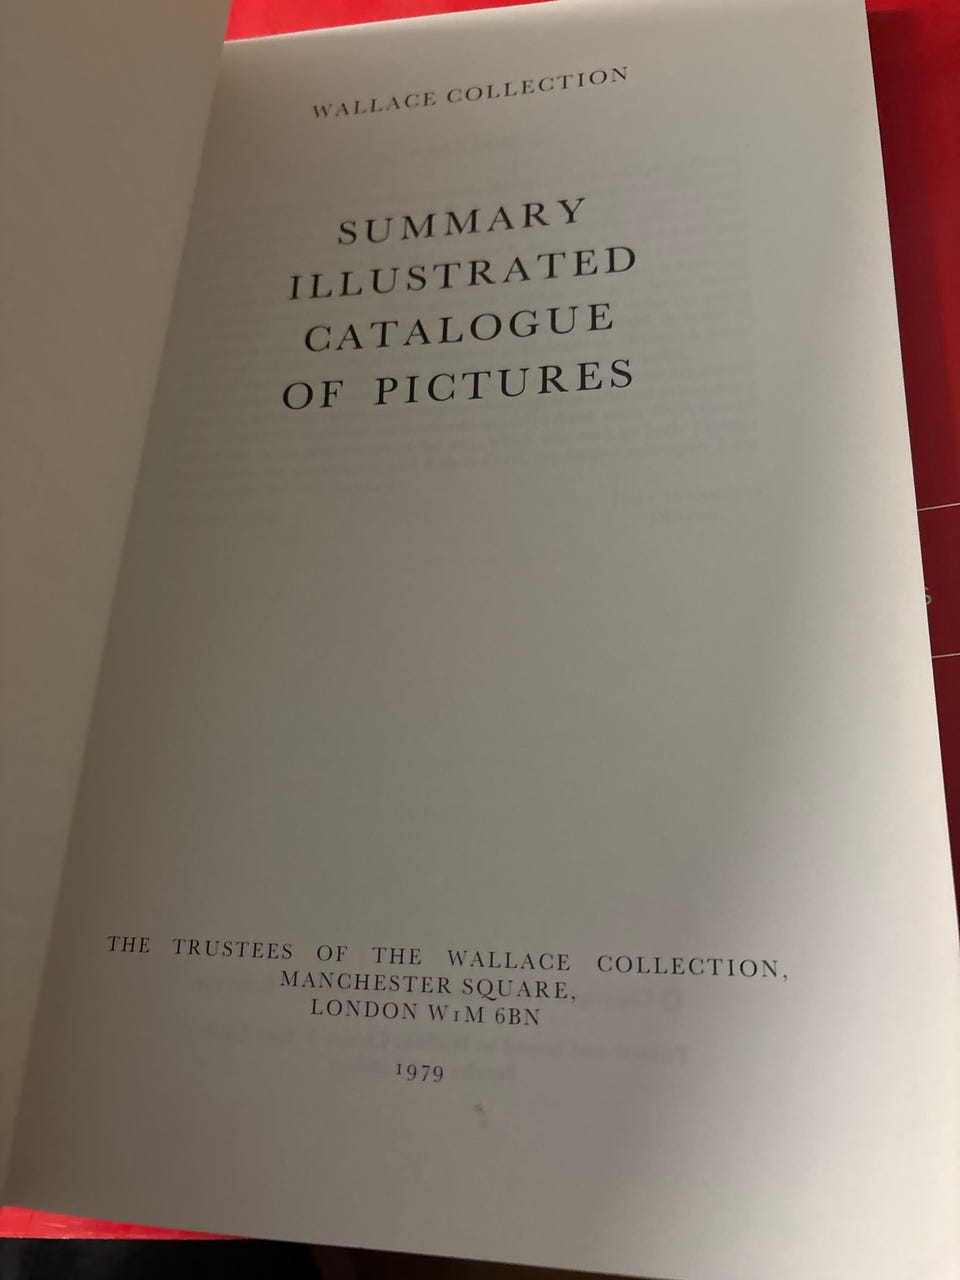 WALLACE COLLECTION
SUMMARY
ILLUSTRATED
CATALOGUE
OF PICTURES
THE TRUSTEES OF THE WALLACE COLLECTION,
MANCHESTER SQUARE,
LONDON W1M 6BN
1979